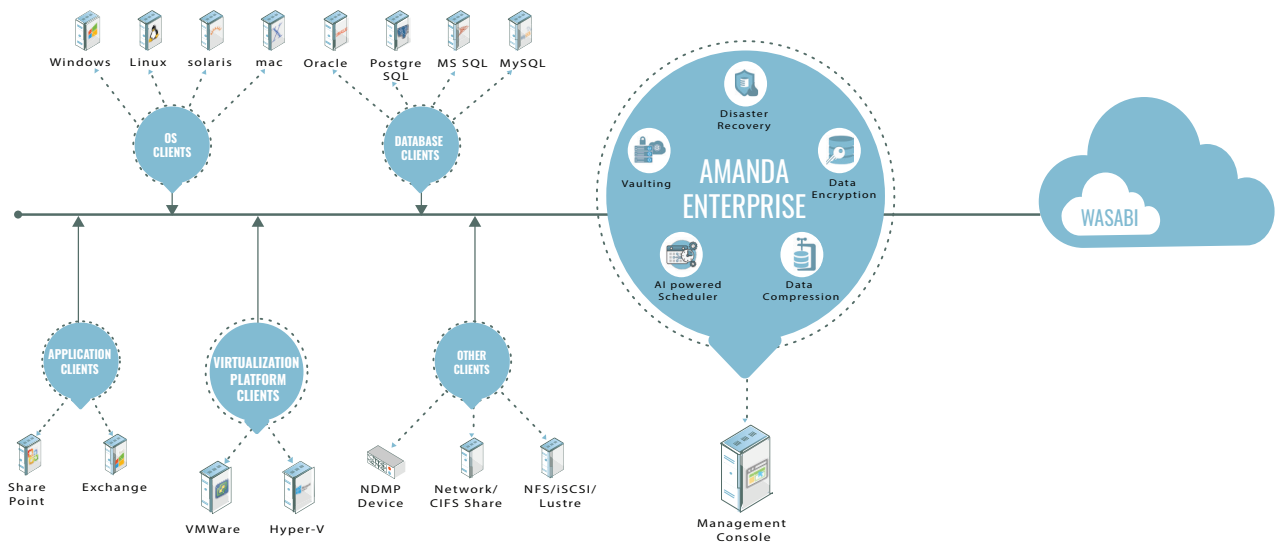 Windows
Linux
solaris
mac
Oracle
Postgre
SQL
MS SQL
MySQL
OS
CLIENTS
DATABASE
CLIENTS
Disaster
Recovery
Vaulting
Data
Encryption
AMANDA
ENTERPRISE
AI powered
Scheduler
Data
Compression
WASABI
APPLICATION
CLIENTS
VIRTUALIZATION
PLATFORM
CLIENTS
OTHER
CLIENTS
Share
Point
Exchange
VMWare
Hyper-V
NDMP
Device
Network/
CIFS Share
NFS/iSCSI/
Lustre
Management
Console